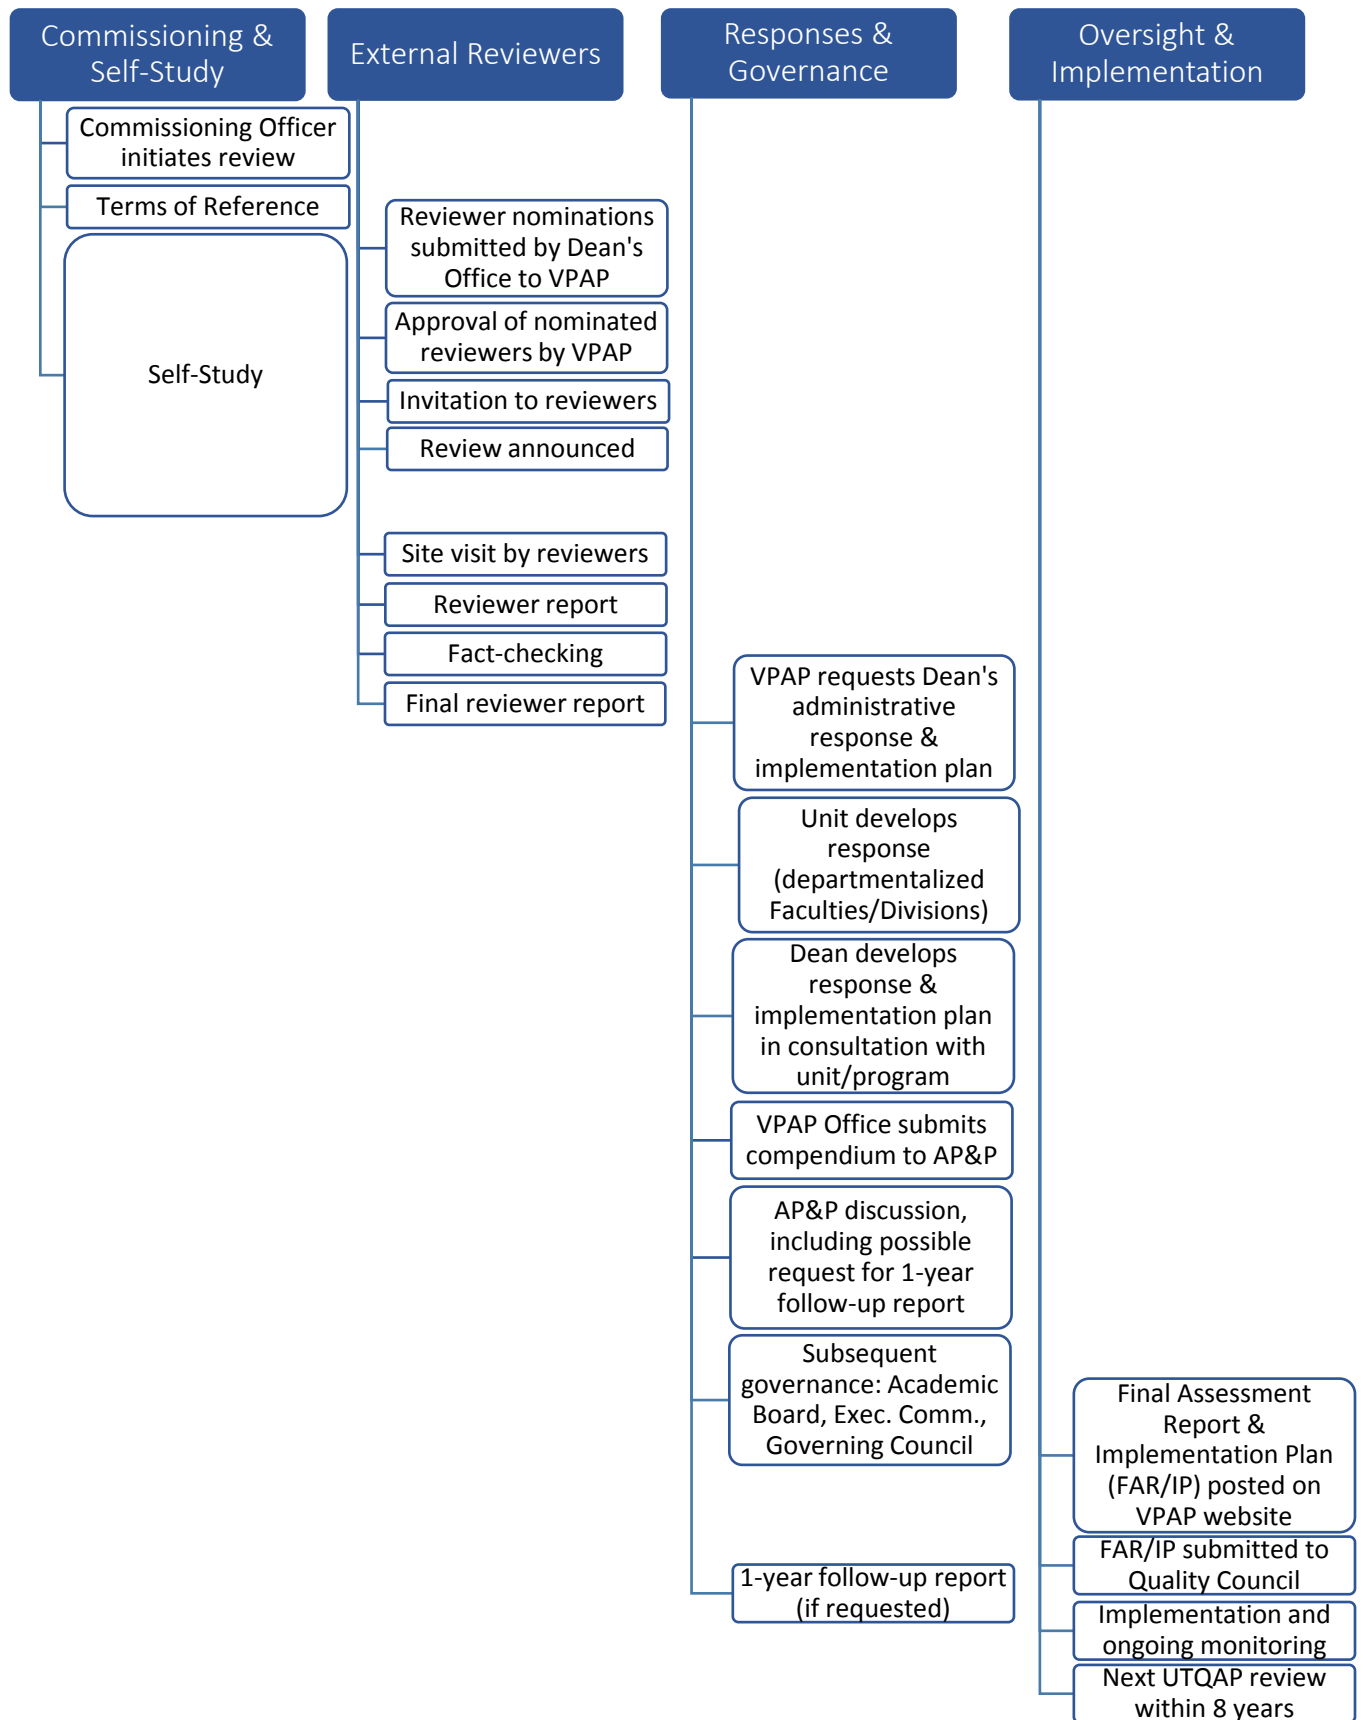 Commissioning &
Self-Study
Commissioning Officer
initiates review
Terms of Reference
Self-Study
External Reviewers
Reviewer nominations
submitted by Dean's
Office to VPAP
Approval of nominated
reviewers by VPAP
Invitation to reviewers
Review announced
Site visit by reviewers
Reviewer report
Fact-checking
Final reviewer report
Responses &
Governance
VPAP requests Dean's
administrative
response &
implementation plan
Unit develops
response
(departmentalized
Faculties/Divisions)
Dean develops
response &
implementation plan
in consultation with
unit/program
VPAP Office submits
compendium to AP&P
AP&P discussion,
including possible
request for 1-year
follow-up report
Subsequent
governance: Academic
Board, Exec. Comm.,
Governing Council
1-year follow-up report
(if requested)
Oversight &
Implementation
Final Assessment
Report &
Implementation Plan
(FAR/IP) posted on
VPAP website
FAR/IP submitted to
Quality Council
Implementation and
ongoing monitoring
Next UTQAP review
within 8 years